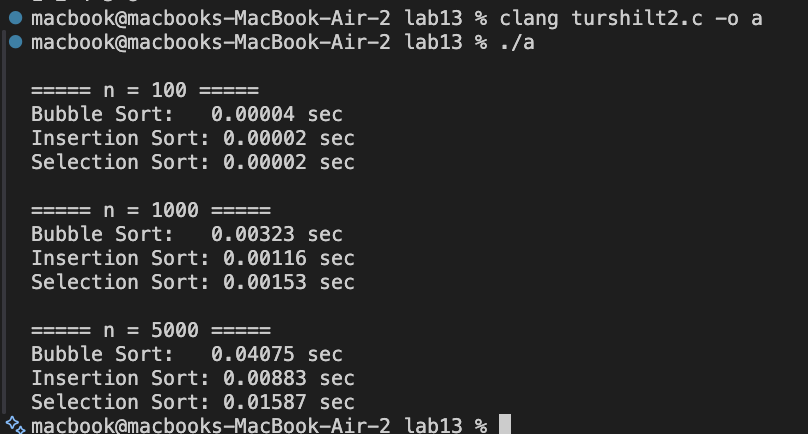 macbook@macbooks-MacBook-Air-2 lab13 % clang turshilt2.c -o a
macbook@macbooks-MacBook-Air-2 lab13 % ./a
===== n = 100 =====
Bubble Sort:   0.00004 sec
Insertion Sort: 0.00002 sec
Selection Sort: 0.00002 sec
===== n = 1000 =====
Bubble Sort:   0.00323 sec
Insertion Sort: 0.00116 sec
Selection Sort: 0.00153 sec
===== n = 5000 =====
Bubble Sort:   0.04075 sec
Insertion Sort: 0.00883 sec
Selection Sort: 0.01587 sec
macbook@macbooks-MacBook-Air-2 lab13 %